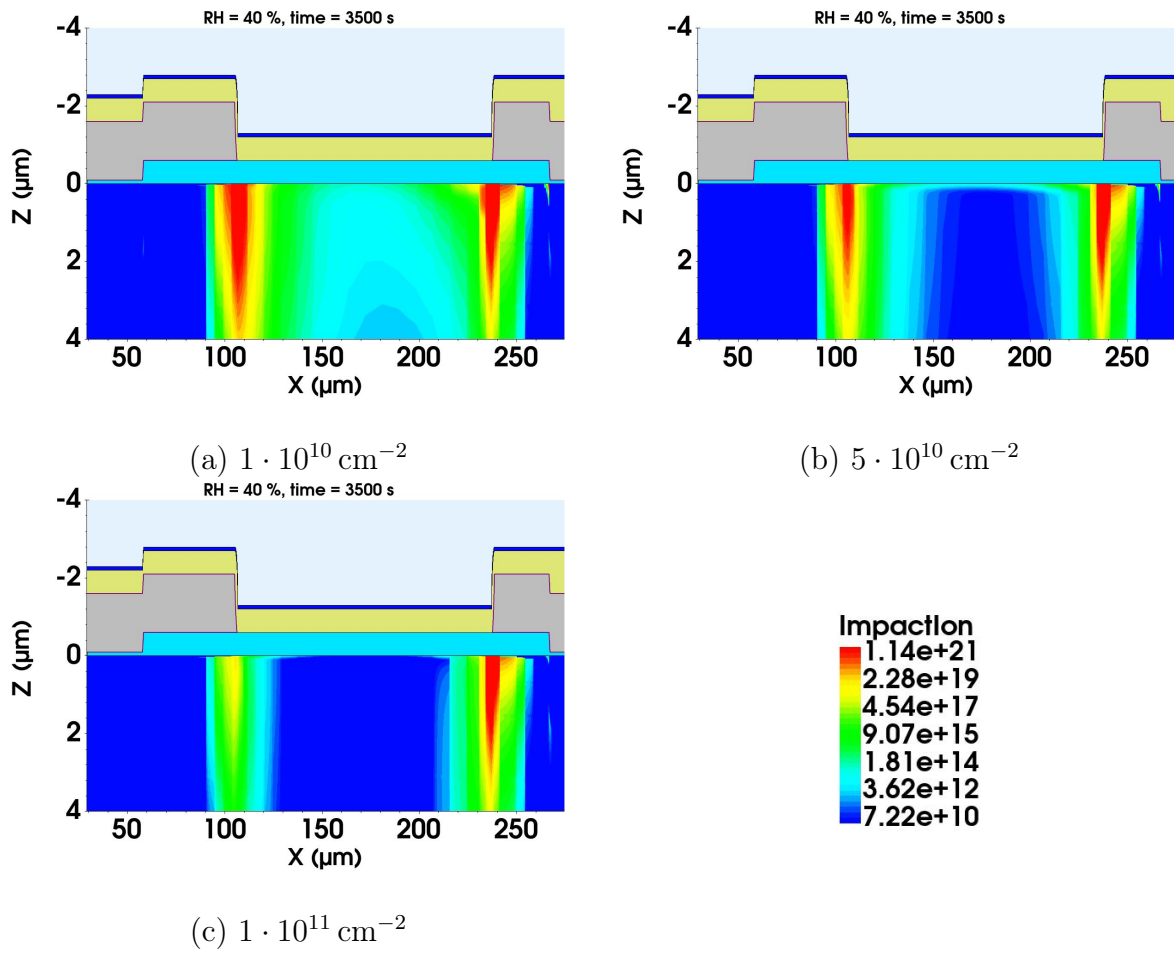 RH = 40 %, time = 3500 s
-4
-2
0
2
4
Z (µm)
50 100 150 200 250
X (µm)
(a) 1 · 10^10 cm^−2
RH = 40 %, time = 3500 s
-4
-2
0
2
4
Z (µm)
50 100 150 200 250
X (µm)
(b) 5 · 10^10 cm^−2
RH = 40 %, time = 3500 s
-4
-2
0
2
4
Z (µm)
50 100 150 200 250
X (µm)
(c) 1 · 10^11 cm^−2
Impaction
1.14e+21
2.28e+19
4.54e+17
9.07e+15
1.81e+14
3.62e+12
7.22e+10